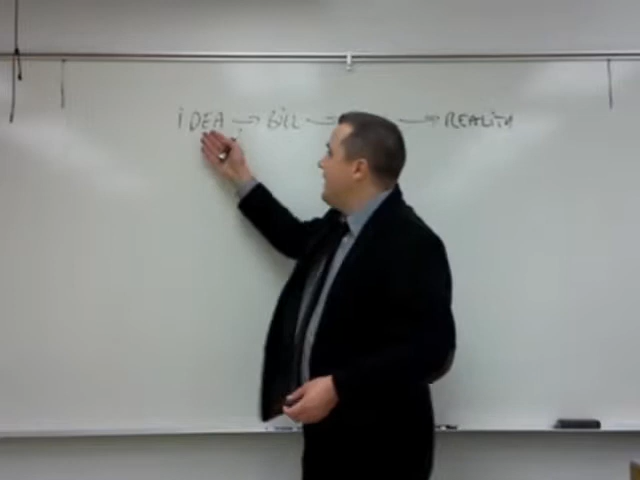 iDEA → BiLL → → REALiTY